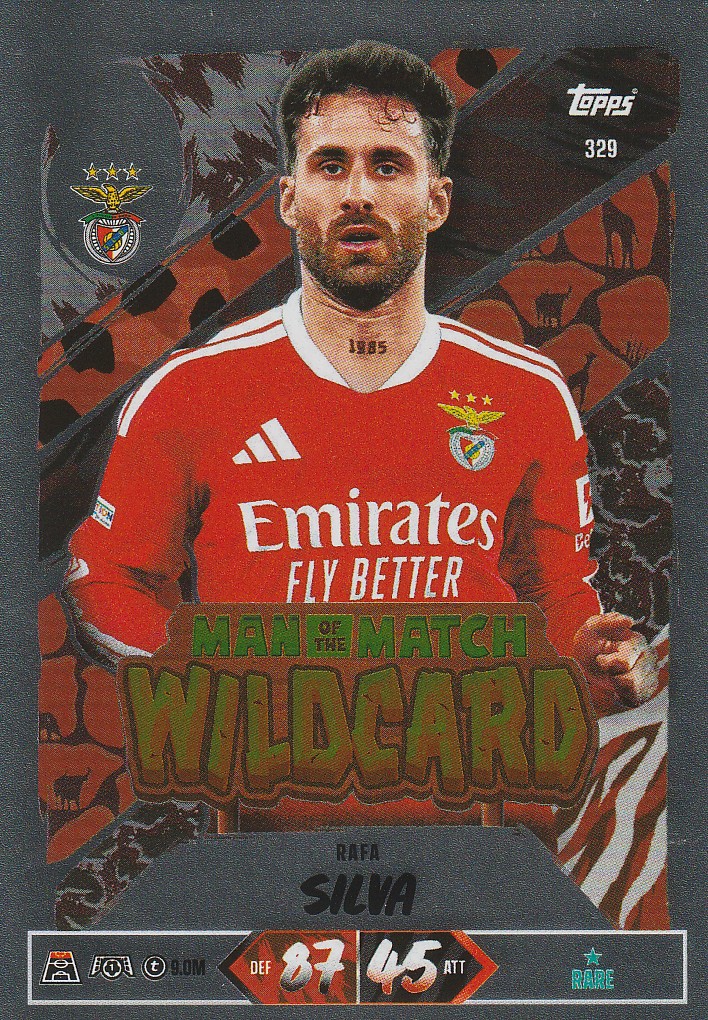 topps
329
1985
Emirates
FLY BETTER
MAN OF THE MATCH
WILDCARD
RAFA
SILVA
1 t 9.0M DEF 87 45 ATT
RARE